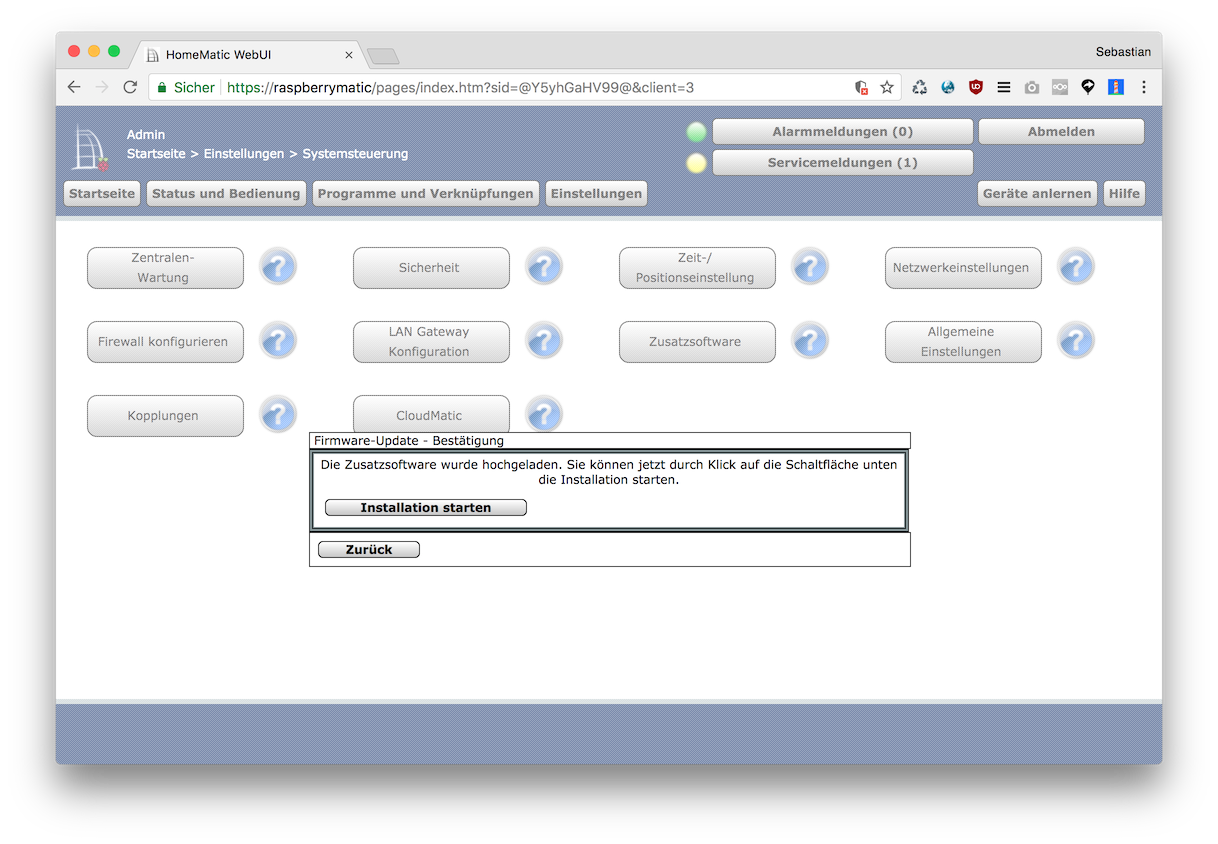 HomeMatic WebUI
Sebastian
Sicher https://raspberrymatic/pages/index.htm?sid=@Y5yhGaHV99@&client=3
Admin
Startseite > Einstellungen > Systemsteuerung
Alarmmeldungen (0)
Abmelden
Servicemeldungen (1)
Startseite
Status und Bedienung
Programme und Verknüpfungen
Einstellungen
Geräte anlernen
Hilfe
Zentralen-
Wartung
Sicherheit
Zeit-/
Positionseinstellung
Netzwerkeinstellungen
Firewall konfigurieren
LAN Gateway
Konfiguration
Zusatzsoftware
Allgemeine
Einstellungen
Kopplungen
CloudMatic
Firmware-Update - Bestätigung
Die Zusatzsoftware wurde hochgeladen. Sie können jetzt durch Klick auf die Schaltfläche unten
die Installation starten.
Installation starten
Zurück